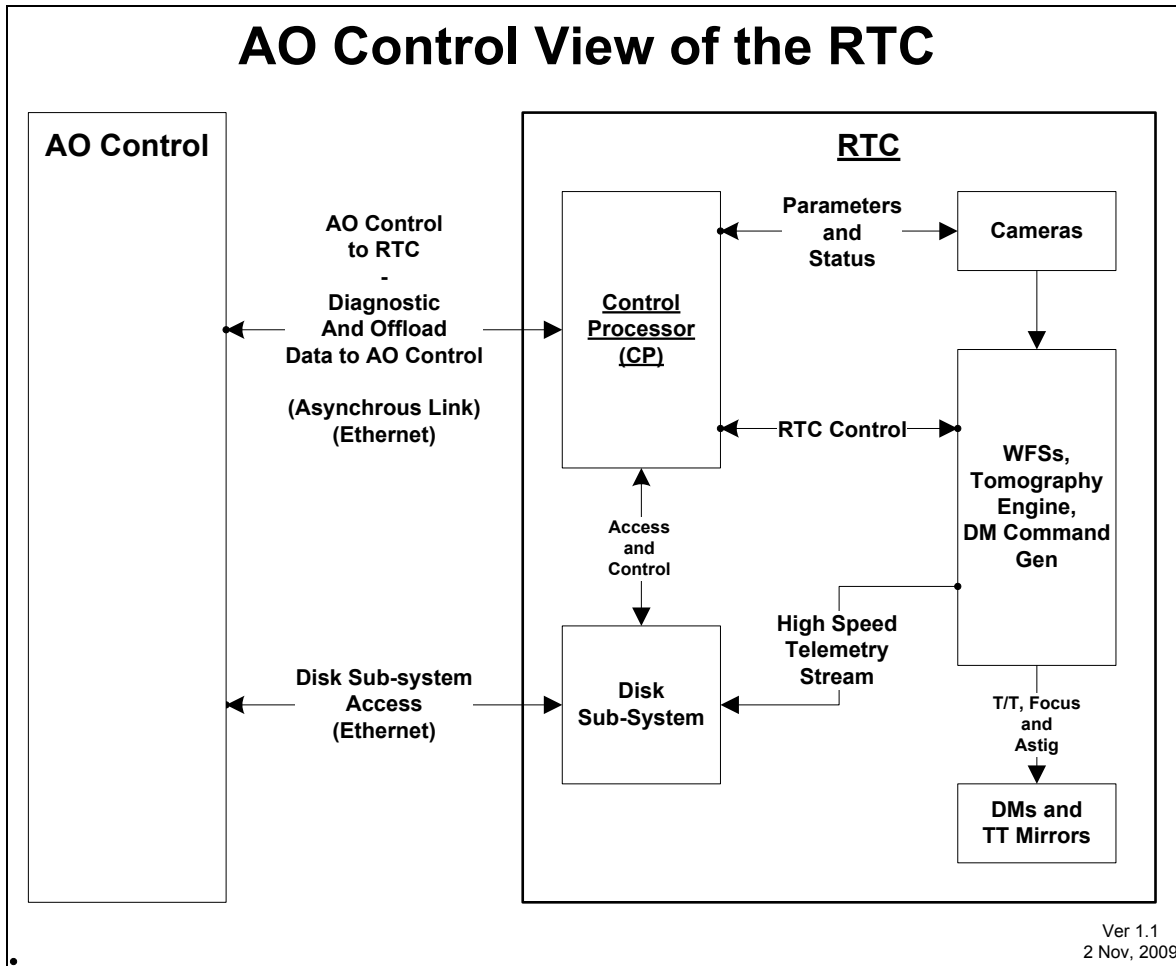 AO Control View of the RTC
AO Control
AO Control
to RTC
-
Diagnostic
And Offload
Data to AO Control
(Asynchrous Link)
(Ethernet)
Disk Sub-system
Access
(Ethernet)
RTC
Control
Processor
(CP)
Parameters
and
Status
Cameras
RTC Control
WFSs,
Tomography
Engine,
DM Command
Gen
Access
and
Control
High Speed
Telemetry
Stream
Disk
Sub-System
T/T, Focus
and
Astig
DMs and
TT Mirrors
Ver 1.1
2 Nov, 2009